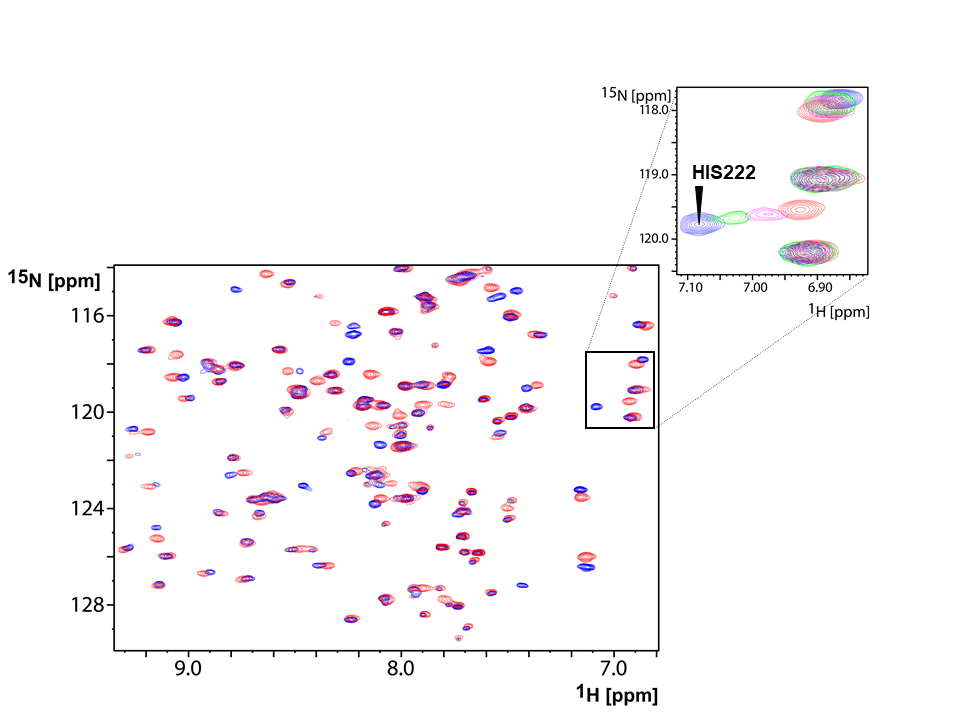 15N [ppm]
118.0
HIS222
119.0
120.0
7.10 7.00 6.90
1H [ppm]
15N [ppm]
116
120
124
128
9.0 8.0 7.0
1H [ppm]